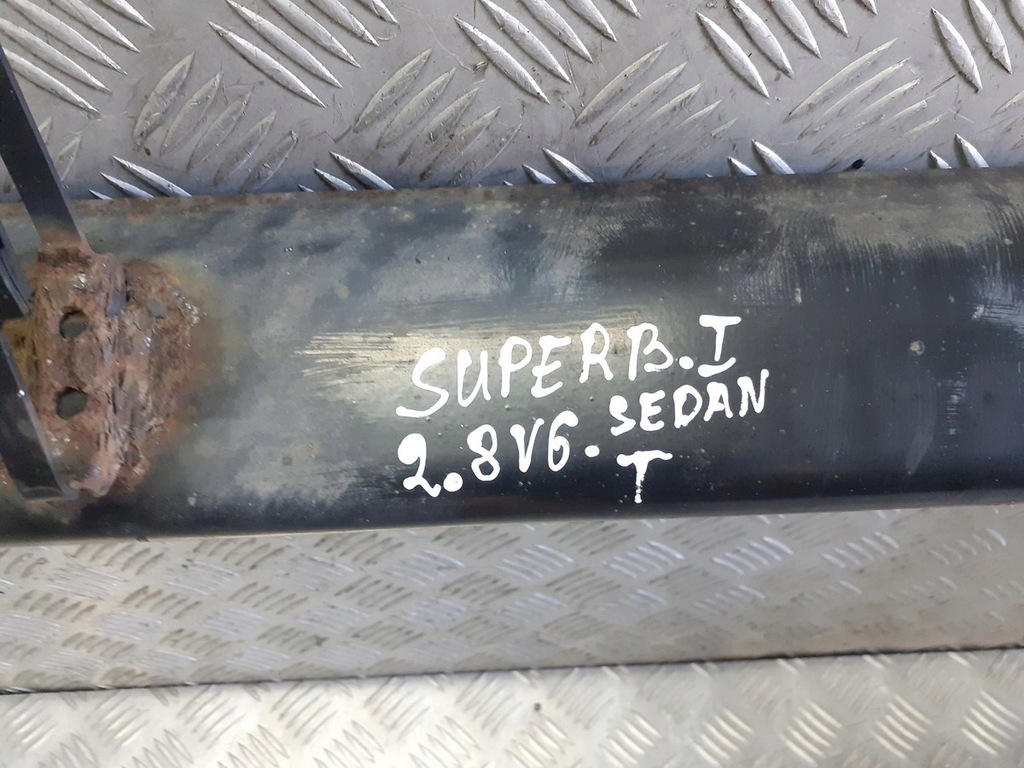 SUPERB.I
2.8V6.SEDAN
T